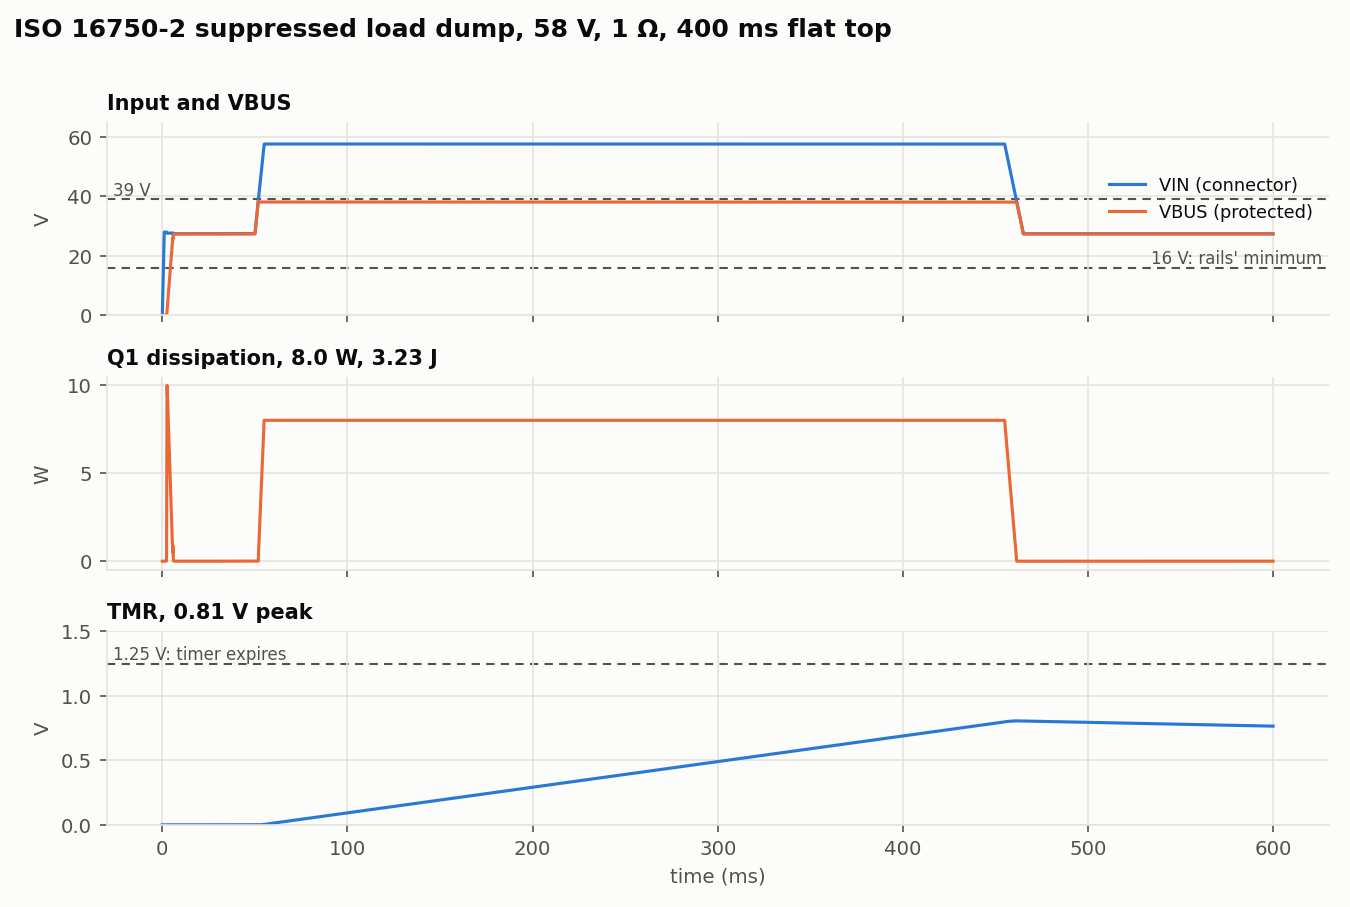 ISO 16750-2 suppressed load dump, 58 V, 1 Ω, 400 ms flat top
Input and VBUS
60
40
20
0
V
39 V
VIN (connector)
VBUS (protected)
16 V: rails' minimum
Q1 dissipation, 8.0 W, 3.23 J
10
5
0
W
TMR, 0.81 V peak
1.5
1.0
0.5
0.0
V
1.25 V: timer expires
0 100 200 300 400 500 600
time (ms)